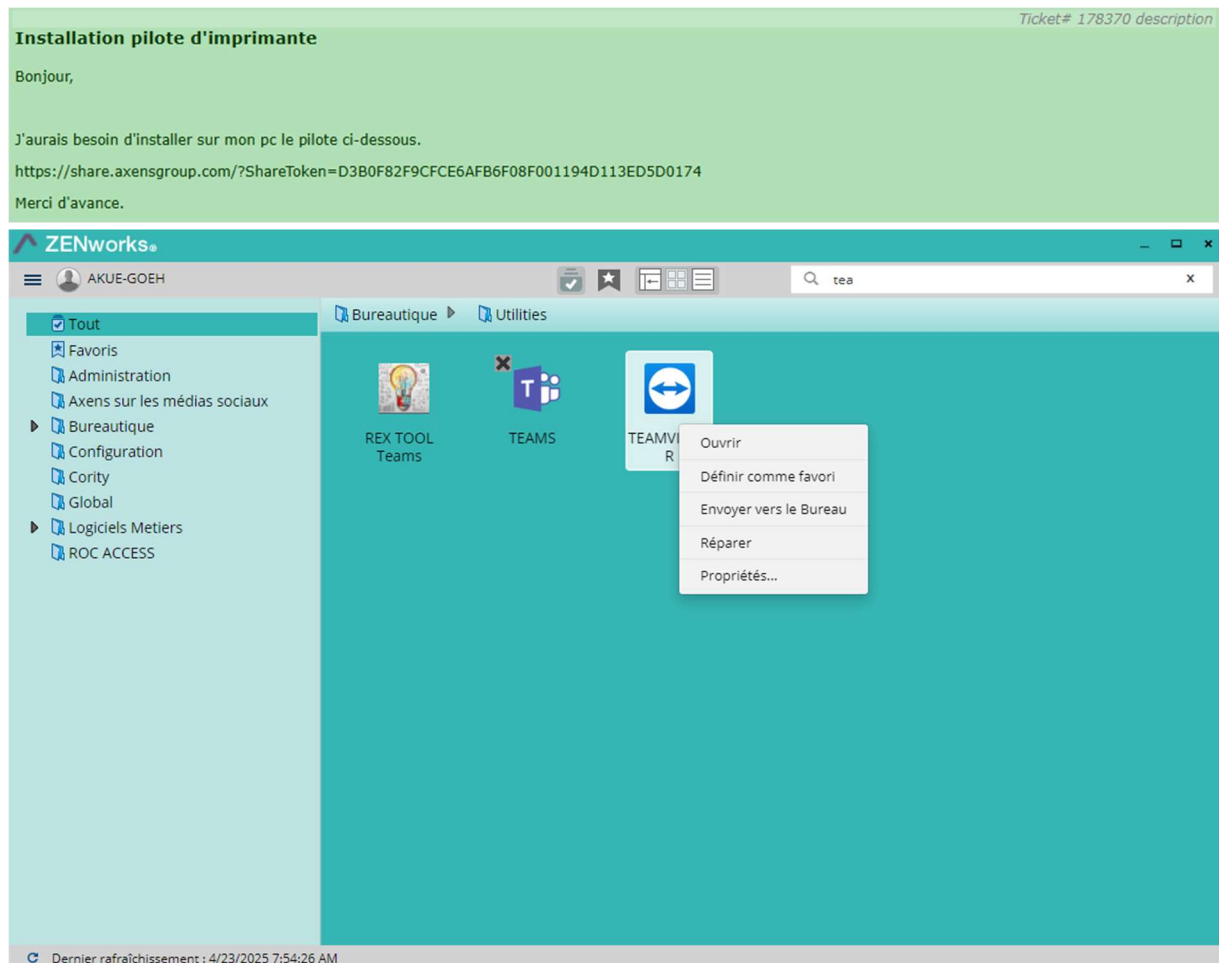 Ticket# 178370 description
Installation pilote d'imprimante
Bonjour,
J'aurais besoin d'installer sur mon pc le pilote ci-dessous.
https://share.axensgroup.com/?ShareToken=D3B0F82F9CFCE6AFB6F08F001194D113ED5D0174
Merci d'avance.
ZENworks®
AKUE-GOEH
tea
x
Tout
Favoris
Administration
Axens sur les médias sociaux
Bureautique
Configuration
Cority
Global
Logiciels Metiers
ROC ACCESS
Bureautique
Utilities
REX TOOL
Teams
TEAMS
TEAMVI
R
Ouvrir
Définir comme favori
Envoyer vers le Bureau
Réparer
Propriétés...
Dernier rafraîchissement : 4/23/2025 7:54:26 AM